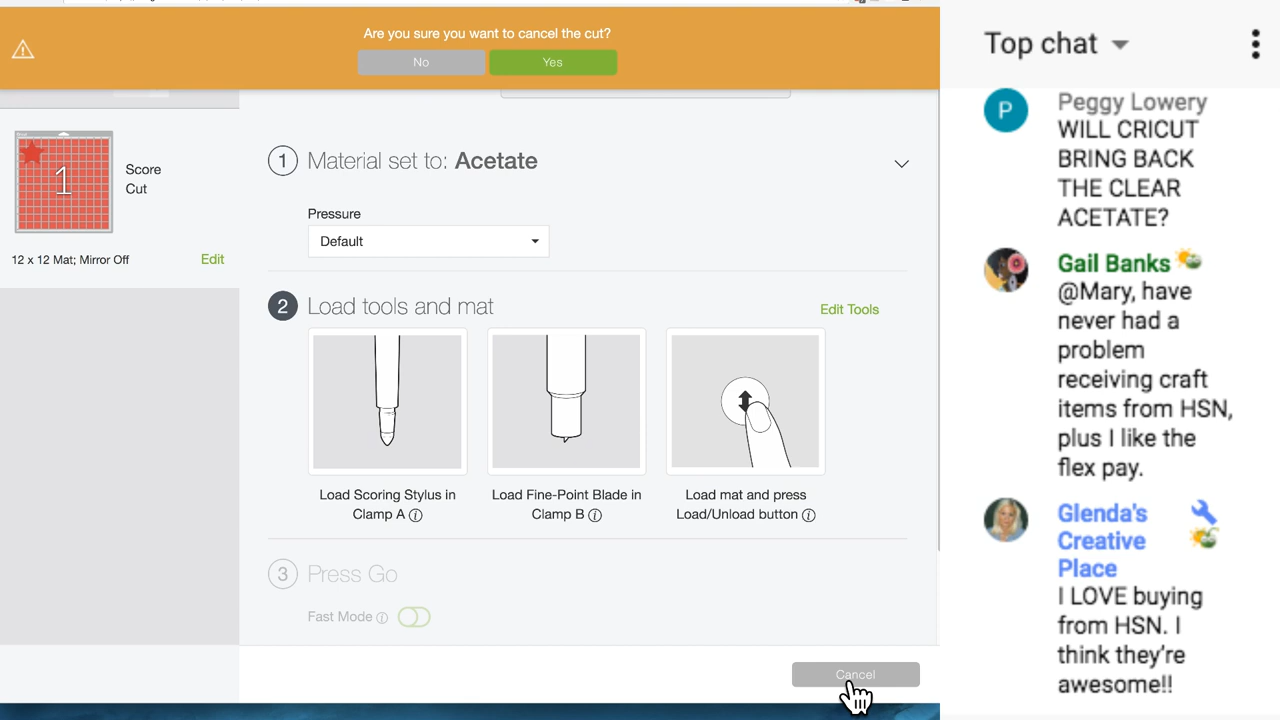 Are you sure you want to cancel the cut?
No
Yes
1
Score
Cut
12 x 12 Mat; Mirror Off
Edit
1 Material set to: Acetate
Pressure
Default
2 Load tools and mat
Edit Tools
Load Scoring Stylus in
Clamp A
Load Fine-Point Blade in
Clamp B
Load mat and press
Load/Unload button
3 Press Go
Fast Mode
Cancel
Top chat
P
Peggy Lowery
WILL CRICUT
BRING BACK
THE CLEAR
ACETATE?
Gail Banks
@Mary, have
never had a
problem
receiving craft
items from HSN,
plus I like the
flex pay.
Glenda's
Creative
Place
I LOVE buying
from HSN. I
think they're
awesome!!